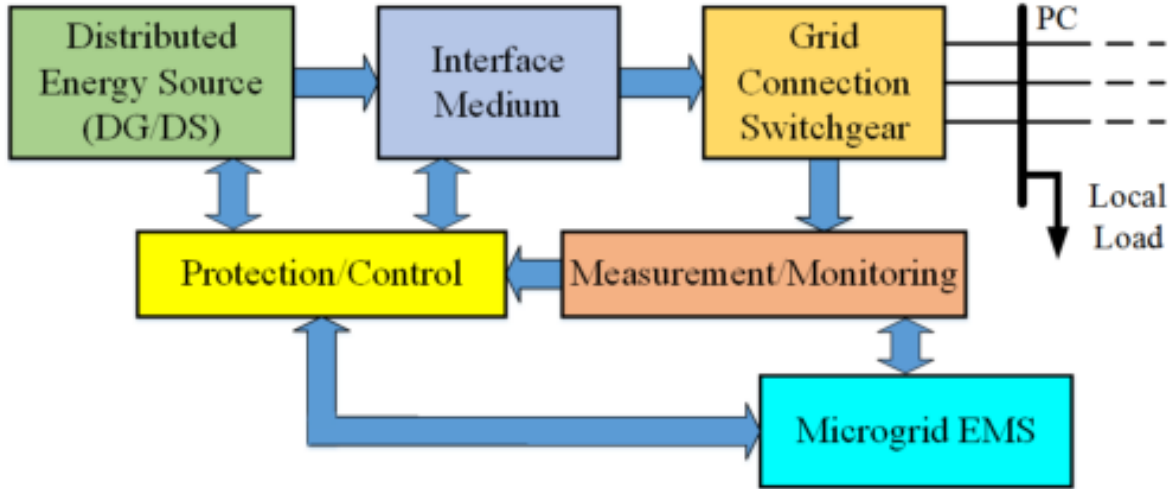 Distributed
Energy Source
(DG/DS)
Interface
Medium
Grid
Connection
Switchgear
PC
Local
Load
Protection/Control
Measurement/Monitoring
Microgrid EMS